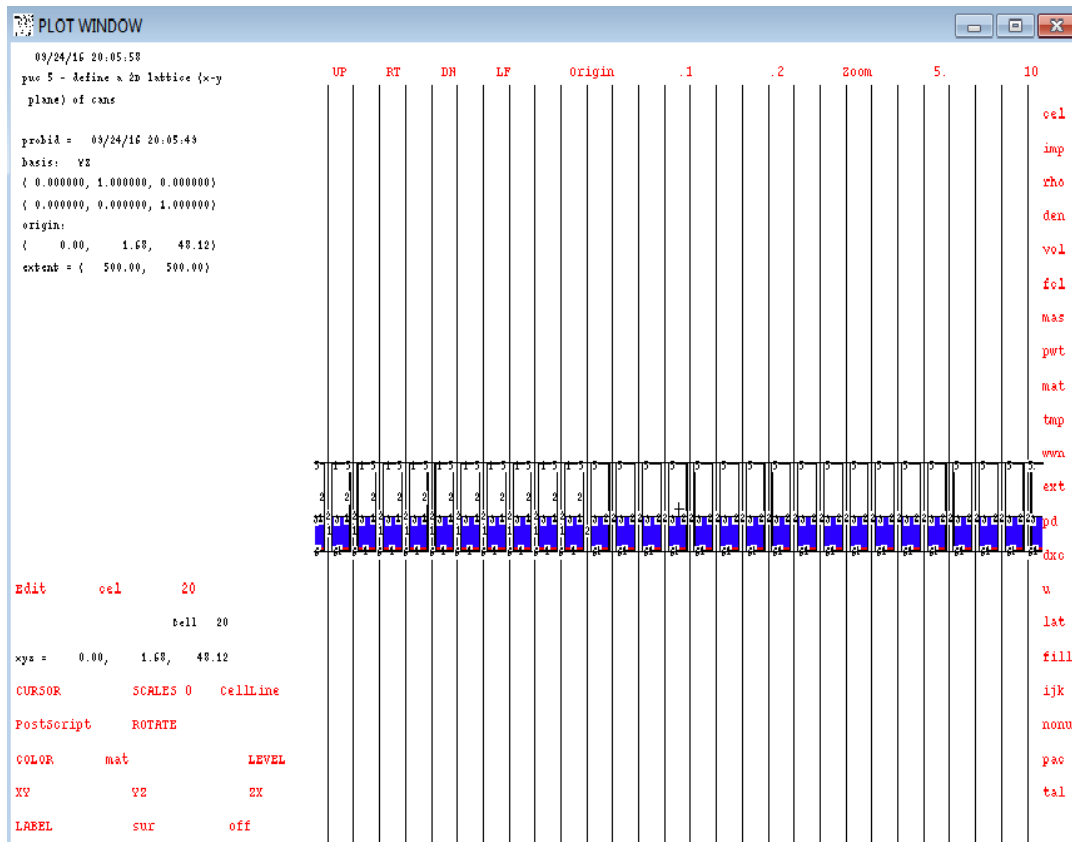 PLOT WINDOW
09/24/16 20:05:58
puc 5 - define a 2D lattice (x-y
plane) of cans
probid = 09/24/16 20:05:49
basis: YZ
( 0.000000, 1.000000, 0.000000)
( 0.000000, 0.000000, 1.000000)
origin:
( 0.00, 1.68, 48.12)
extent = ( 500.00, 500.00)
UP RT DN LF Origin .1 .2 Zoom 5. 10
cel
imp
rho
den
vol
fcl
mas
pwt
mat
tmp
wwn
ext
pd
dxc
u
lat
fill
ijk
nonu
pac
tal
Edit cel 20
Cell 20
xyz = 0.00, 1.68, 48.12
CURSOR SCALES 0 CellLine
PostScript ROTATE
COLOR mat LEVEL
XY YZ ZX
LABEL sur off